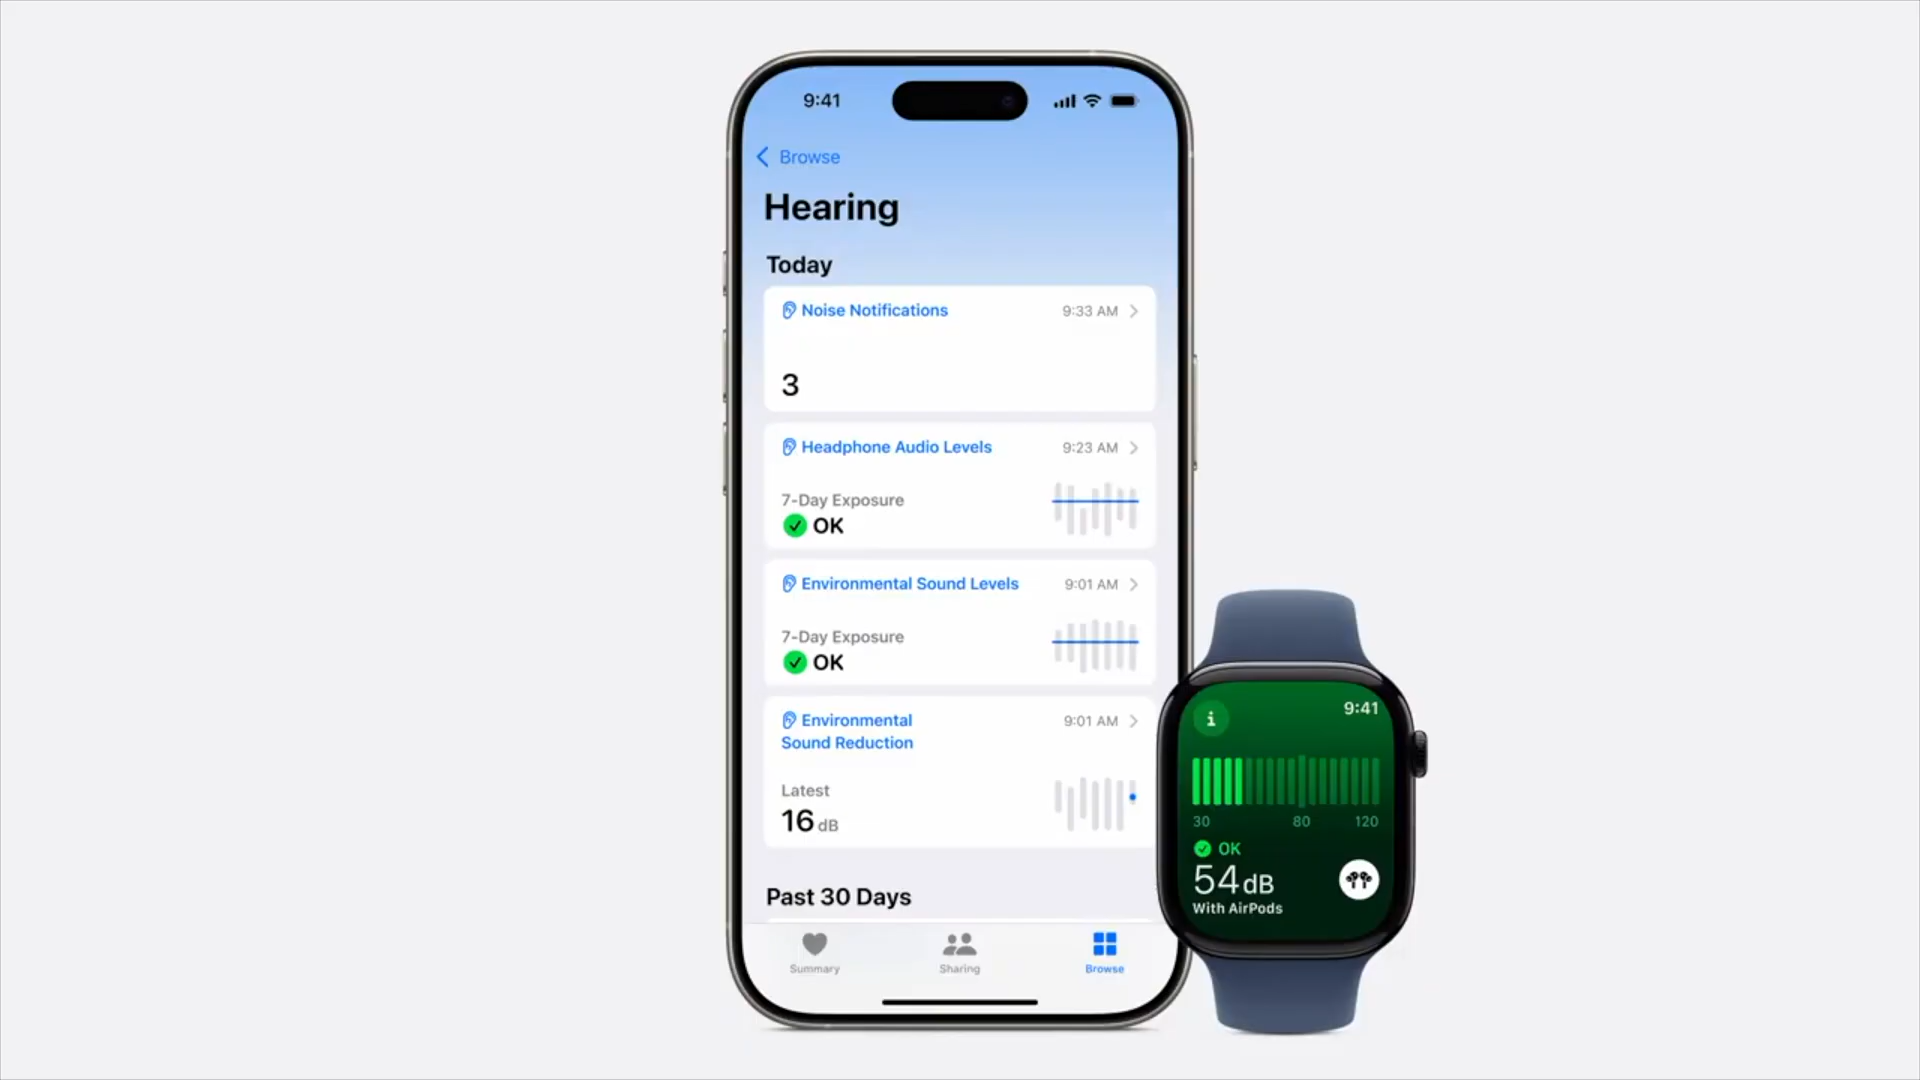 9:41
Browse
Hearing
Today
Noise Notifications 9:33 AM
3
Headphone Audio Levels 9:23 AM
7-Day Exposure
OK
Environmental Sound Levels 9:01 AM
7-Day Exposure
OK
Environmental 9:01 AM
Sound Reduction
Latest
16 dB
Past 30 Days
Summary Sharing Browse
i 9:41
30 80 120
OK
54 dB
With AirPods